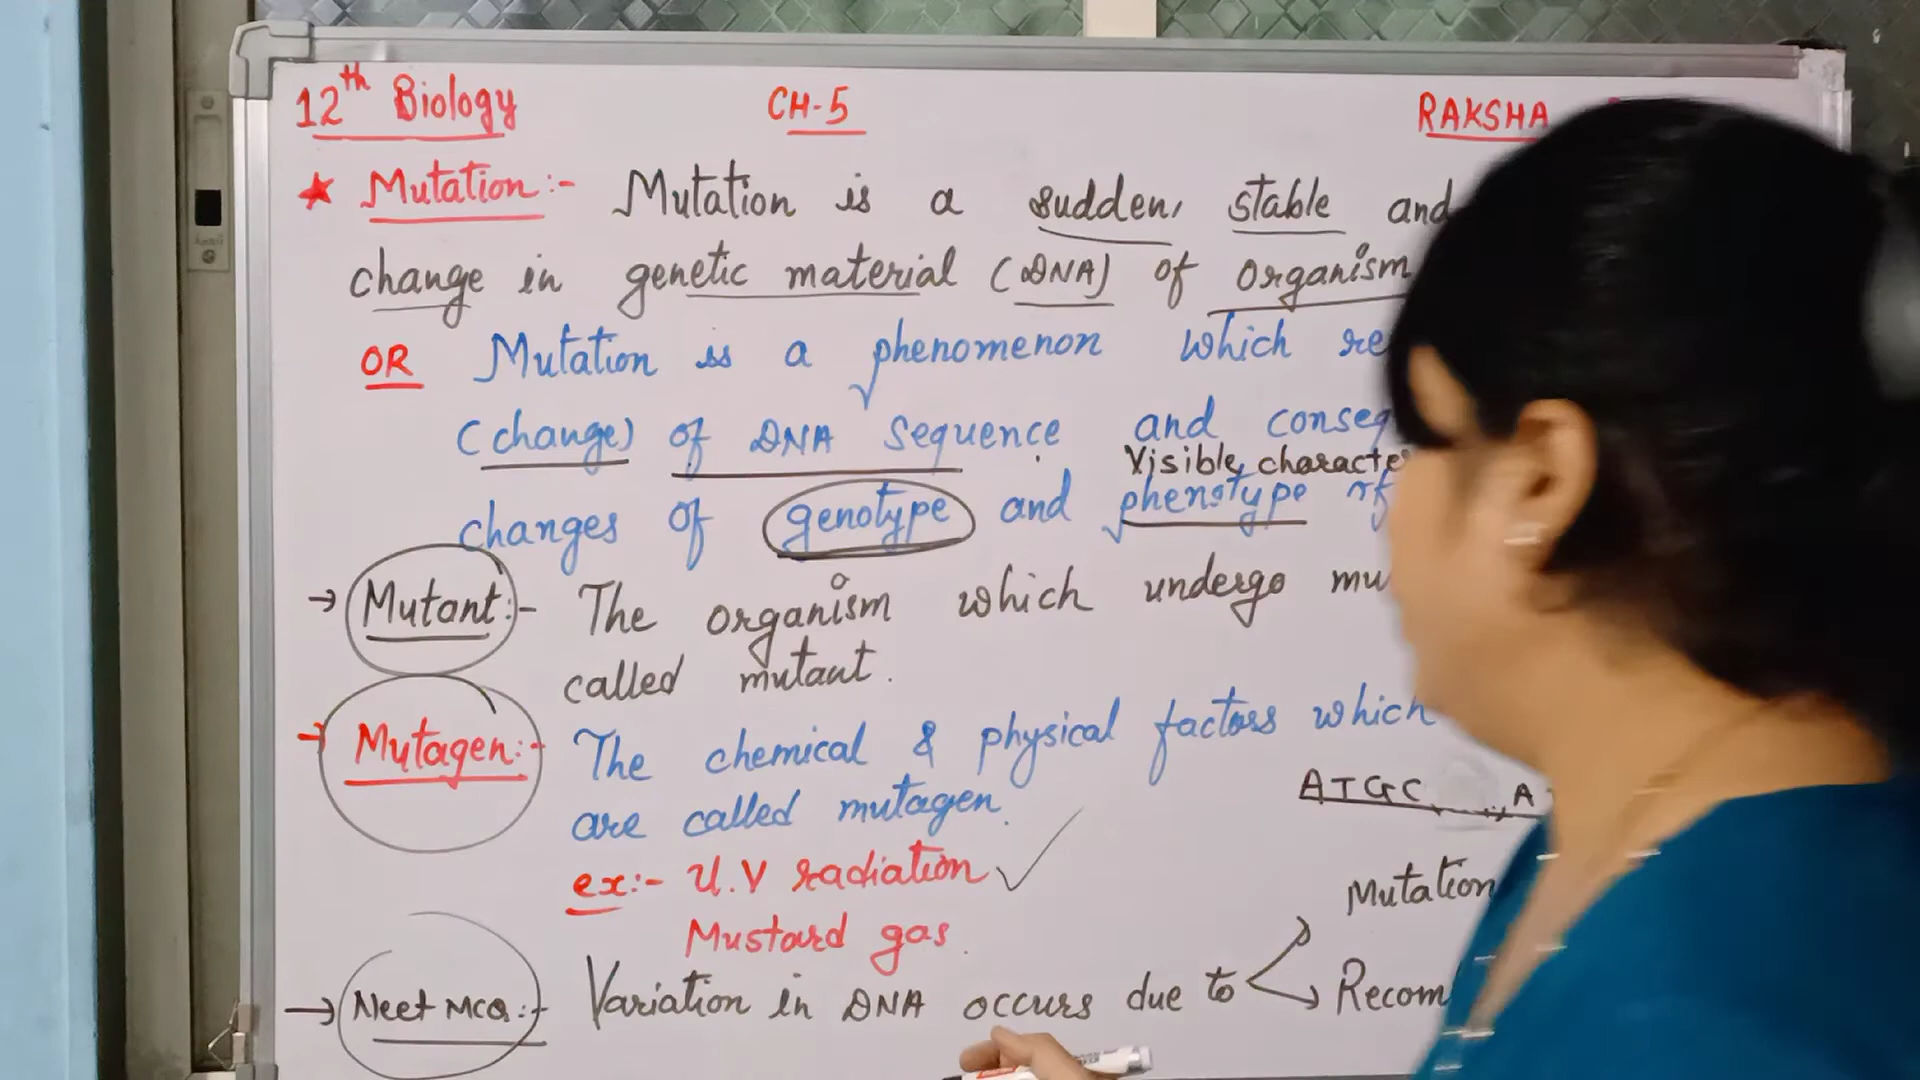 12th Biology CH-5 RAKSHA
★ Mutation:- Mutation is a sudden, stable and
change in genetic material (DNA) of organism
OR Mutation is a phenomenon which
(change) of DNA sequence and
Visible
changes of genotype and phenotype of
→ Mutant:- The organism which undergo
called mutant.
→ Mutagen:- The chemical & physical factors which
are called mutagen.
ATGC A
ex:- U.V radiation ✓
Mutation
Mustard gas.
→ Neet MCQ:- Variation in DNA occurs due to